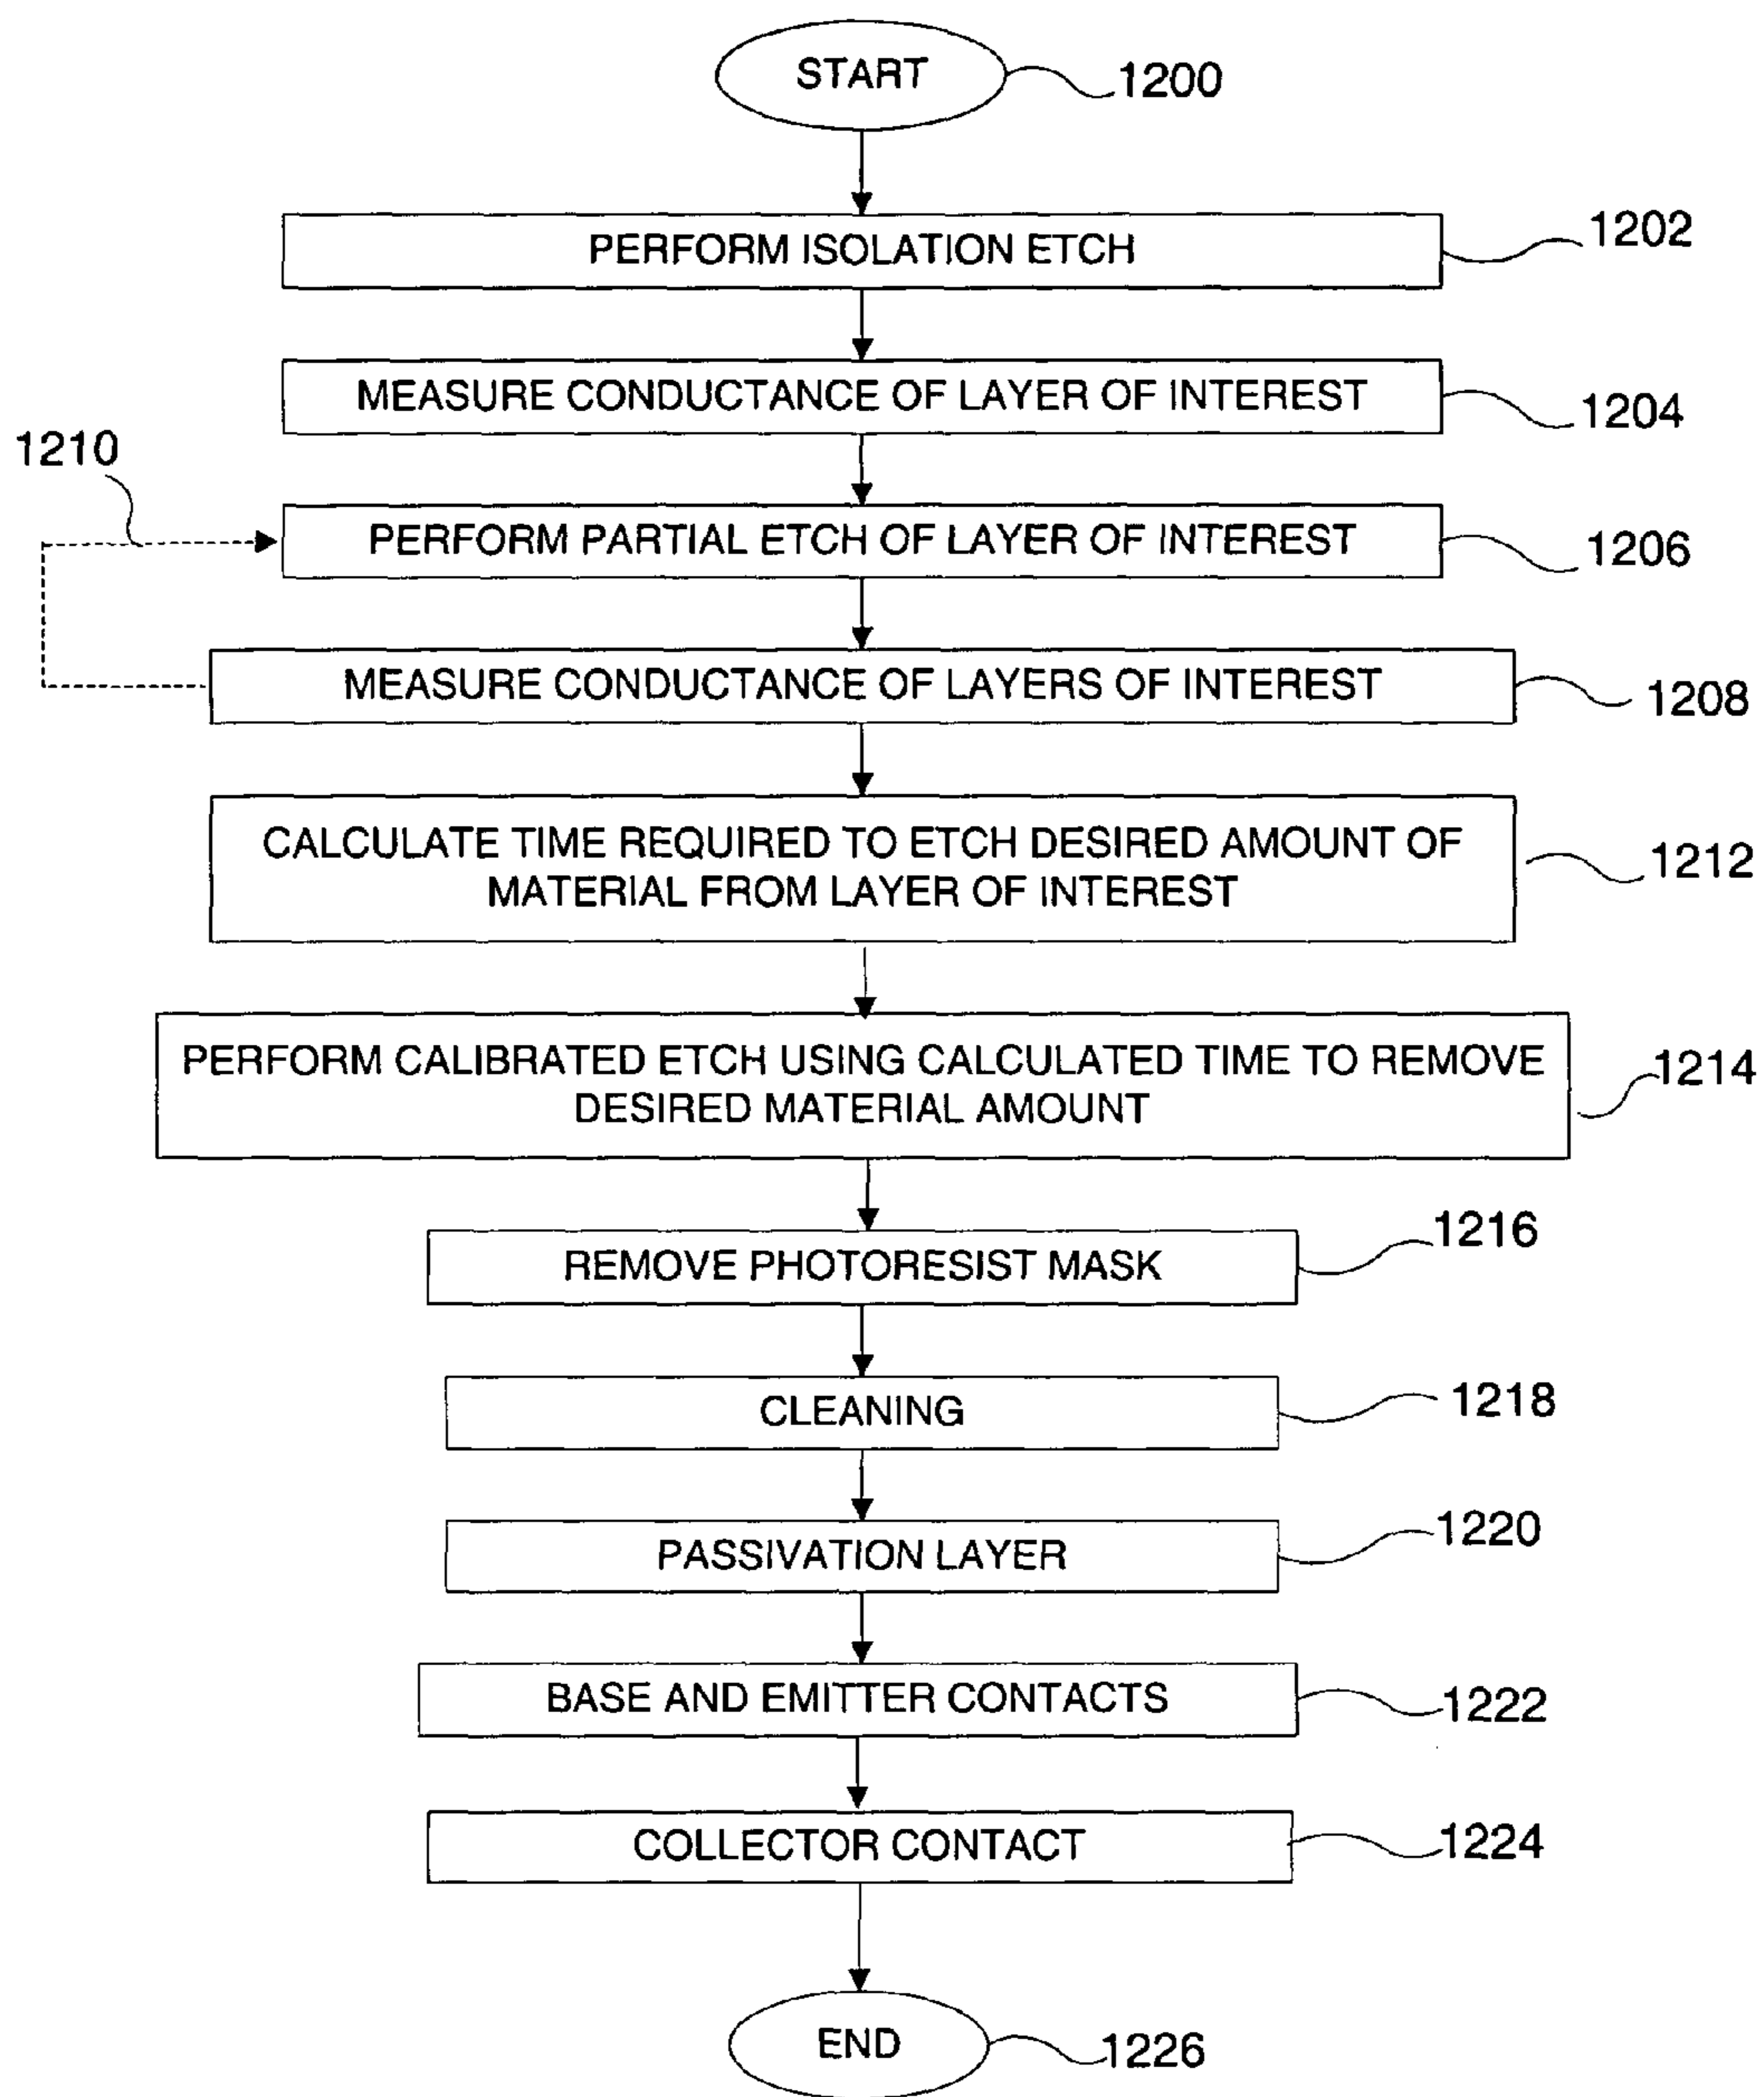 START
1200
PERFORM ISOLATION ETCH
1202
MEASURE CONDUCTANCE OF LAYER OF INTEREST
1204
1210
PERFORM PARTIAL ETCH OF LAYER OF INTEREST
1206
MEASURE CONDUCTANCE OF LAYERS OF INTEREST
1208
CALCULATE TIME REQUIRED TO ETCH DESIRED AMOUNT OF
MATERIAL FROM LAYER OF INTEREST
1212
PERFORM CALIBRATED ETCH USING CALCULATED TIME TO REMOVE
DESIRED MATERIAL AMOUNT
1214
REMOVE PHOTORESIST MASK
1216
CLEANING
1218
PASSIVATION LAYER
1220
BASE AND EMITTER CONTACTS
1222
COLLECTOR CONTACT
1224
END
1226